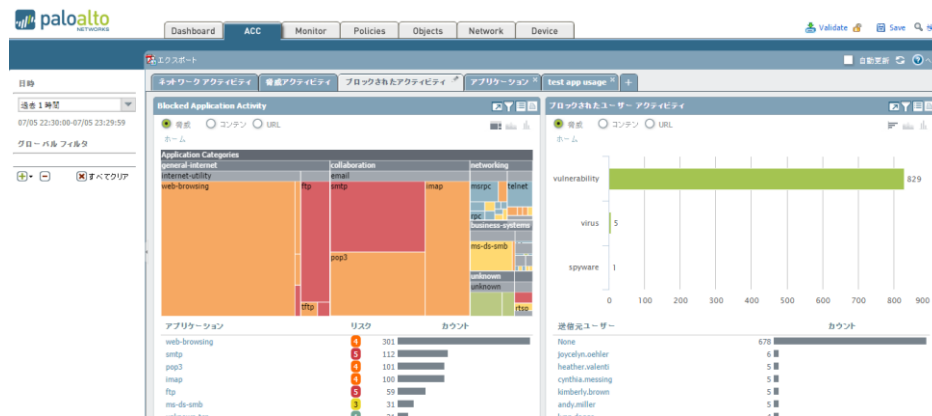 paloalto
NETWORKS
Dashboard ACC Monitor Policies Objects Network Device
Validate Save
エクスポート
自動更新
日時
過去 1 時間
07/05 22:30:00-07/05 23:29:59
グローバル フィルタ
すべてクリア
ネットワーク アクティビティ 脅威アクティビティ ブロックされたアクティビティ アプリケーション test app usage +
Blocked Application Activity
脅威 コンテン URL
ホーム
Application Categories
general-internet collaboration networking
internet-utility email
web-browsing ftp smtp imap msrpc telnet
rpc
business-systems
ms-ds-smb
pop3
unknown
unknown
tftp rtsp
アプリケーション リスク カウント
web-browsing 4 301
smtp 5 112
pop3 4 101
imap 4 100
ftp 5 59
ms-ds-smb 3 31
ブロックされたユーザー アクティビティ
脅威 コンテン URL
ホーム
vulnerability 829
virus 5
spyware 1
0 100 200 300 400 500 600 700 800 900
送信元ユーザー カウント
None 678
joycelyn.oehler 6
heather.valenti 5
cynthia.messing 5
kimberly.brown 5
andy.miller 5